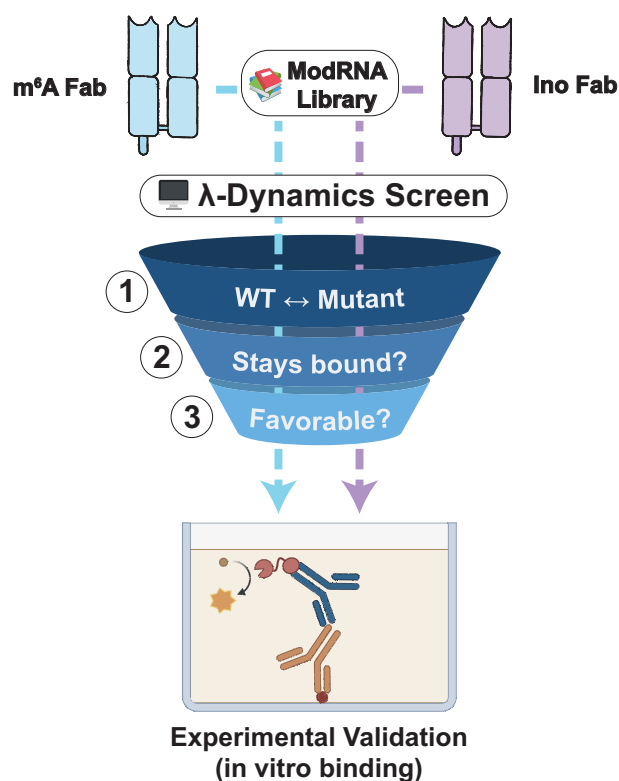 m⁶A Fab
ModRNA
Library
Ino Fab
λ-Dynamics Screen
1
WT ↔ Mutant
2
Stays bound?
3
Favorable?
Experimental Validation
(in vitro binding)